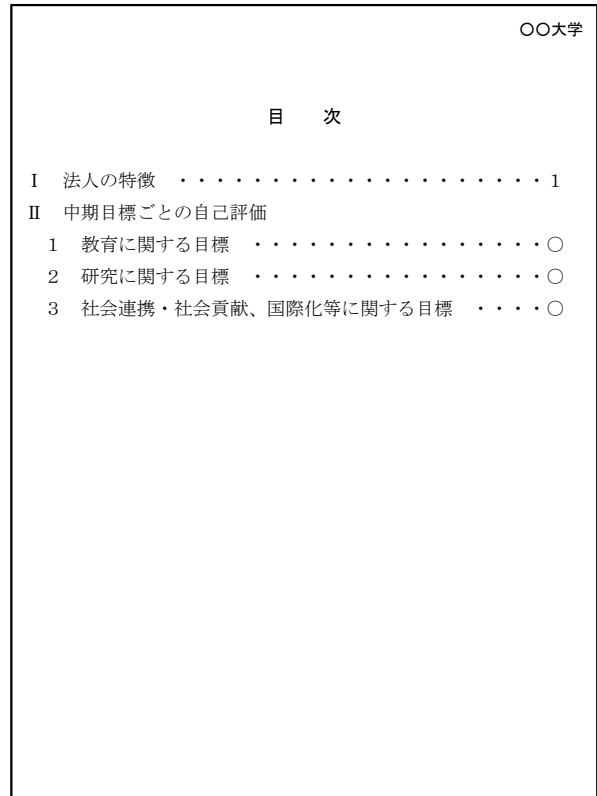 〇〇大学
目　次
Ⅰ　法人の特徴　・・・・・・・・・・・・・・・・・・・・1
Ⅱ　中期目標ごとの自己評価
1　教育に関する目標　・・・・・・・・・・・・・・・・〇
2　研究に関する目標　・・・・・・・・・・・・・・・・〇
3　社会連携・社会貢献、国際化等に関する目標　・・・・〇